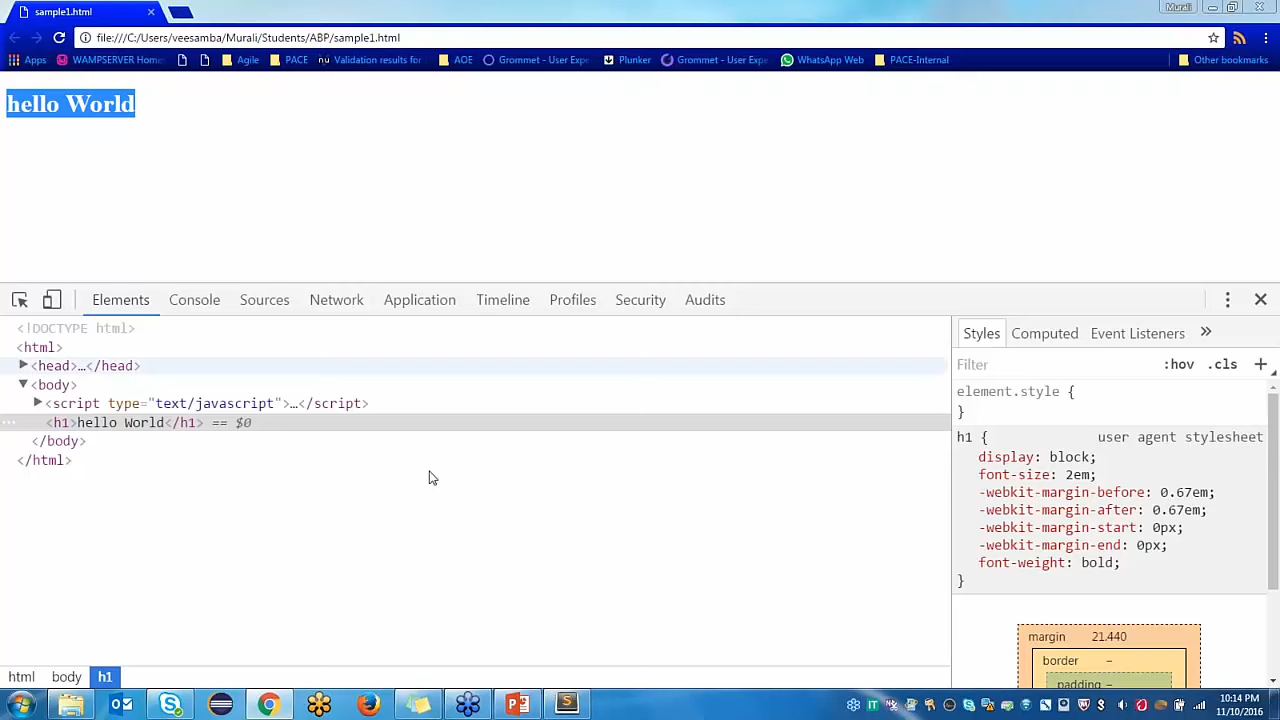 sample1.html
Murali
file:///C:/Users/veesamba/Murali/Students/ABP/sample1.html
Apps WAMPSERVER Home Agile PACE Validation results for AOE Grommet - User Expe Plunker Grommet - User Expe WhatsApp Web PACE-Internal Other bookmarks
hello World
Elements Console Sources Network Application Timeline Profiles Security Audits
<!DOCTYPE html>
<html>
<head>…</head>
<body>
<script type="text/javascript">…</script>
<h1>hello World</h1> == $0
</body>
</html>
Styles Computed Event Listeners
Filter :hov .cls
element.style {
}
h1 { user agent stylesheet
display: block;
font-size: 2em;
-webkit-margin-before: 0.67em;
-webkit-margin-after: 0.67em;
-webkit-margin-start: 0px;
-webkit-margin-end: 0px;
font-weight: bold;
}
margin 21.440
border –
padding –
html body h1
10:14 PM
11/10/2016